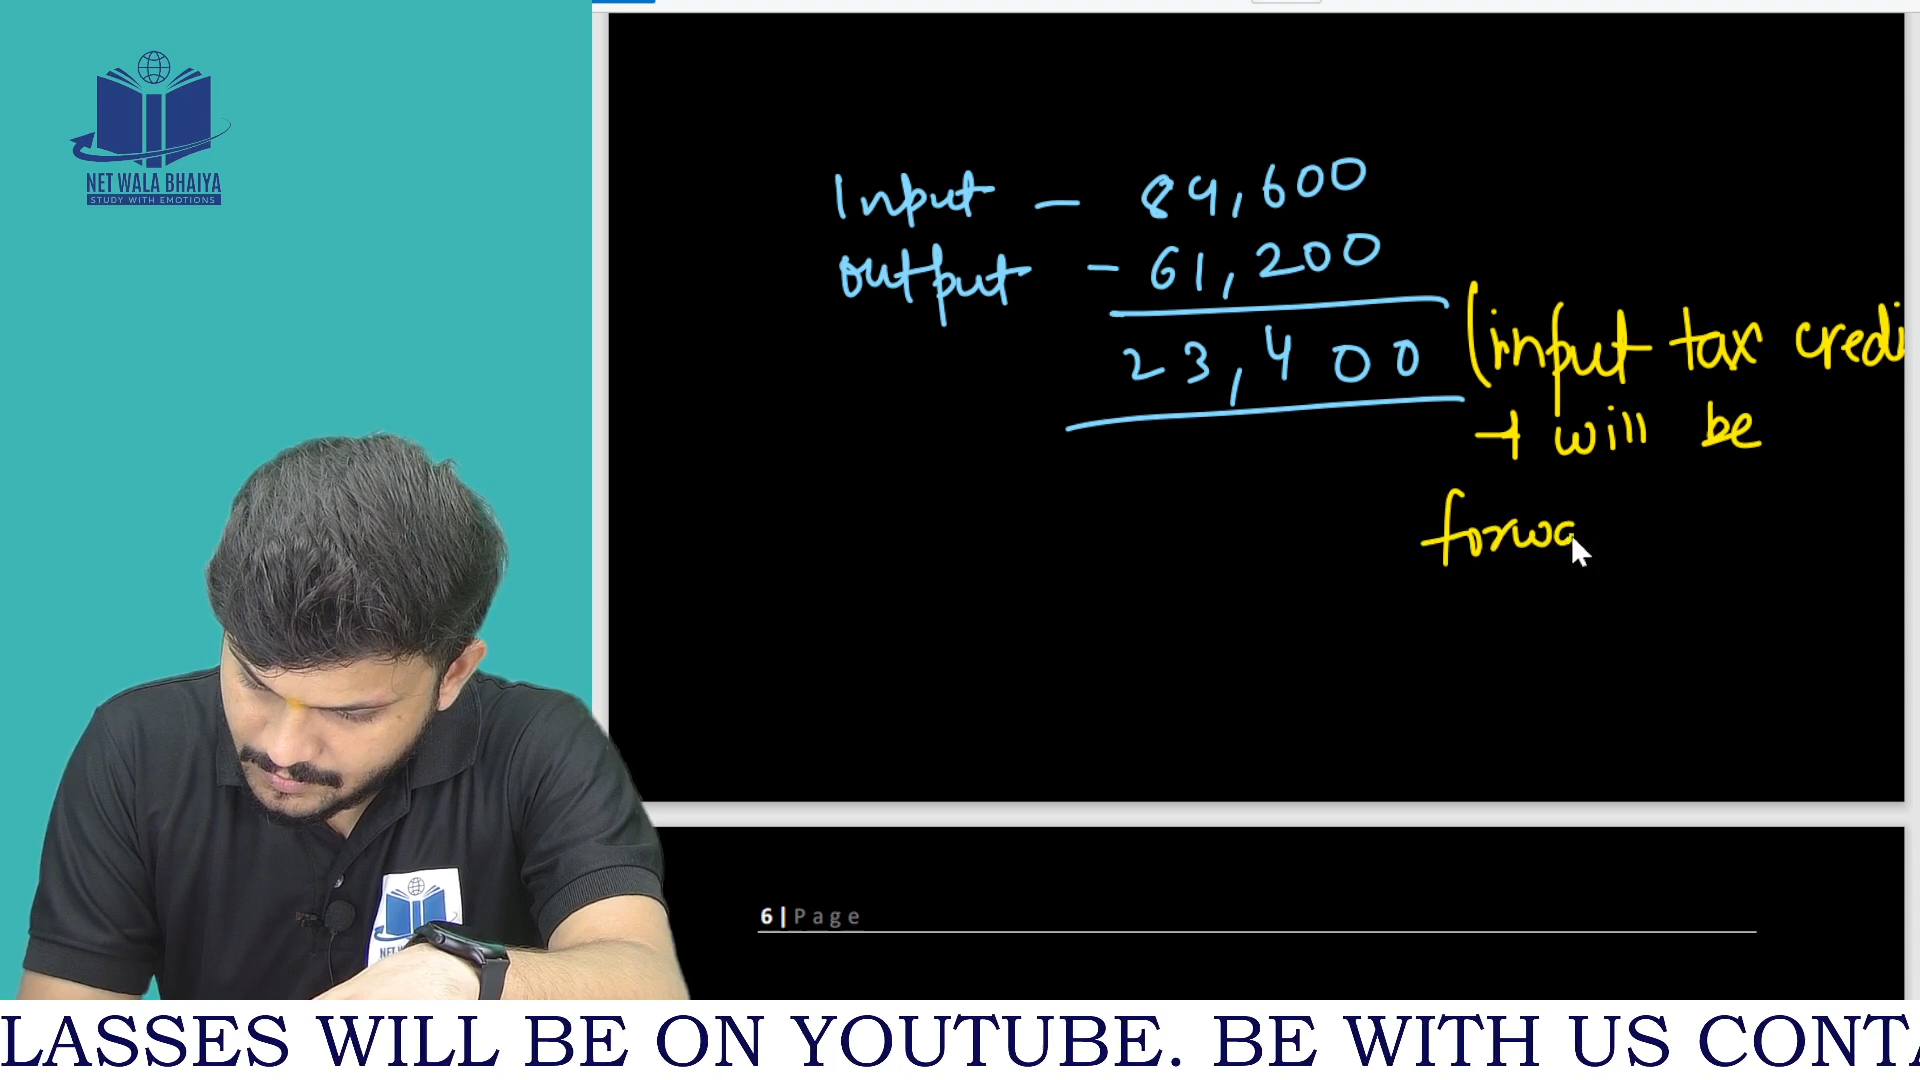 NET WALA BHAIYA
STUDY WITH EMOTIONS
Input - 84,600
output - 61,200
23,400
(input tax credi
t will be
forwa
6 | Page
LASSES WILL BE ON YOUTUBE. BE WITH US CONTA